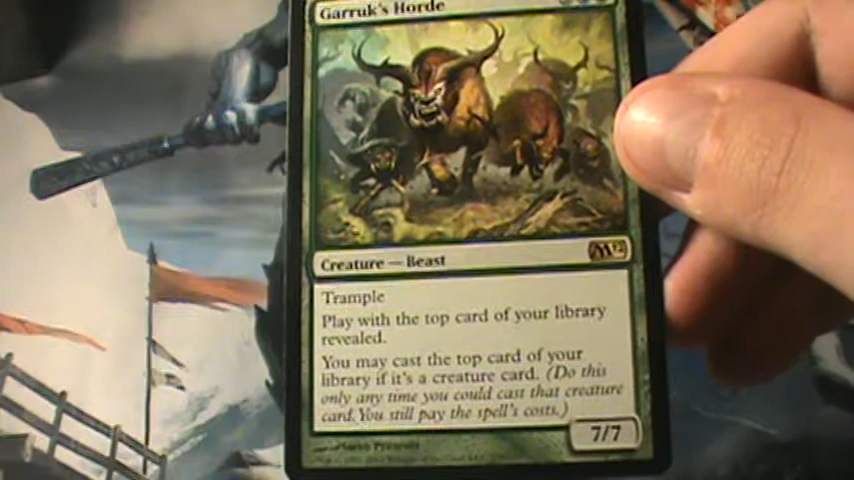 Garruk's Horde
Creature — Beast
M12
Trample
Play with the top card of your library
revealed.
You may cast the top card of your
library if it's a creature card. (Do this
only any time you could cast that creature
card. You still pay the spell's costs.)
7/7